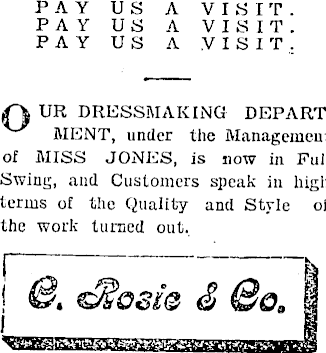 PAY US A VISIT.
PAY US A VISIT.
PAY US A VISIT.
OUR DRESSMAKING DEPART
MENT, under the Managemen
of MISS JONES, is now in Ful
Swing, and Customers speak in high
terms of the Quality and Style of
the work turned out.
C. Rosie & Co.